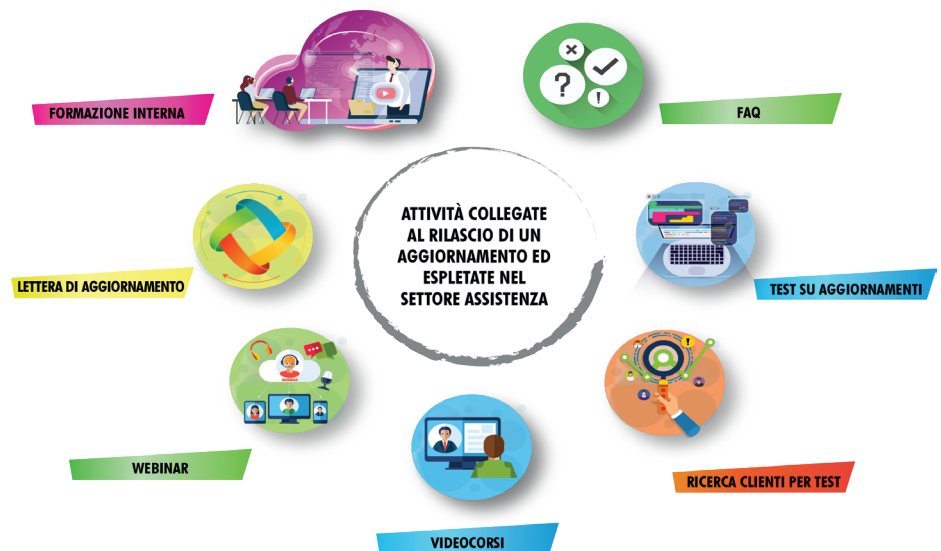 FORMAZIONE INTERNA
FAQ
ATTIVITÀ COLLEGATE
AL RILASCIO DI UN
AGGIORNAMENTO ED
ESPLETATE NEL
SETTORE ASSISTENZA
LETTERA DI AGGIORNAMENTO
TEST SU AGGIORNAMENTI
WEBINAR
RICERCA CLIENTI PER TEST
VIDEOCORSI